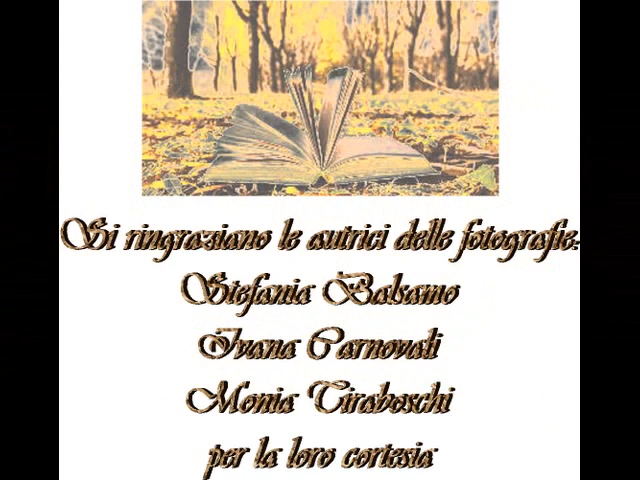 Si ringraziano le autrici delle fotografie:
Stefania Balsamo
Ivana Carnovali
Monia Tiraboschi
per la loro cortesia